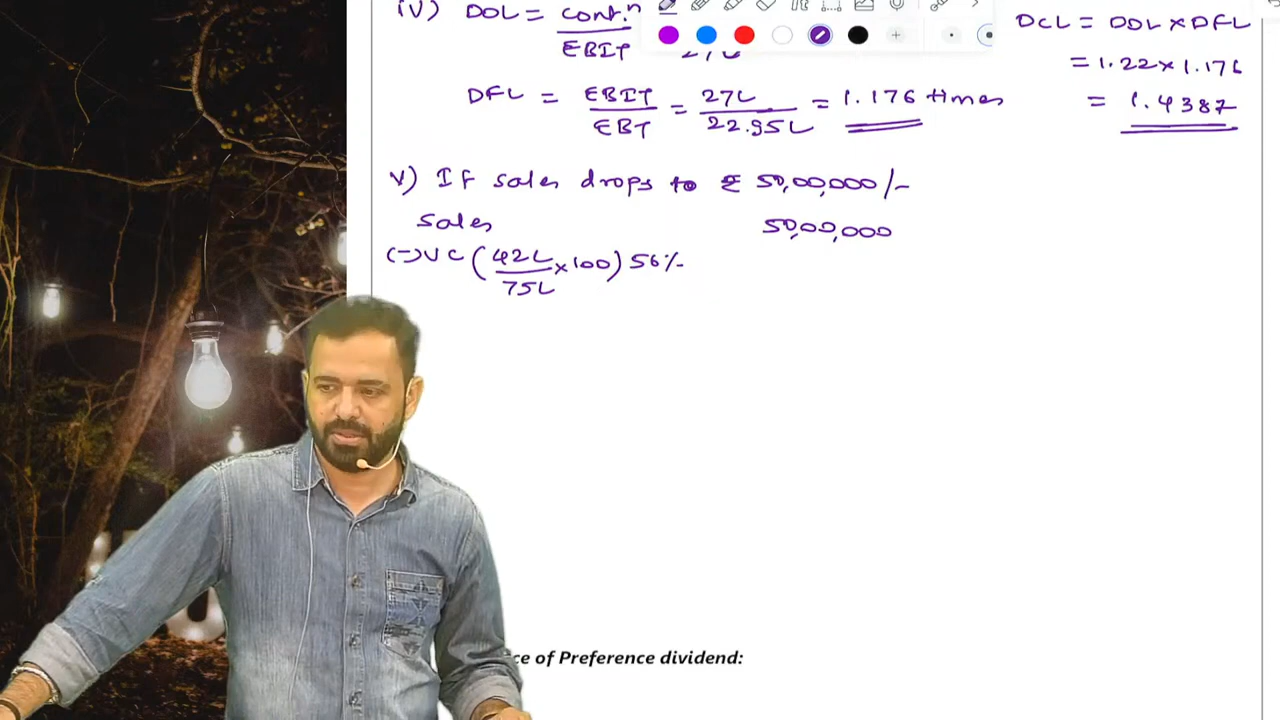 iv) DOL = cont.n
EBIT
DFL = EBIT = 27L = 1.176 times
EBT 22.95L
DCL = DOL × DFL
= 1.22 × 1.176
= 1.4387
v) If sales drops to ₹ 50,00,000/-
sales 50,00,000
(-) VC (42L × 100) 56%
75L
ce of Preference dividend: